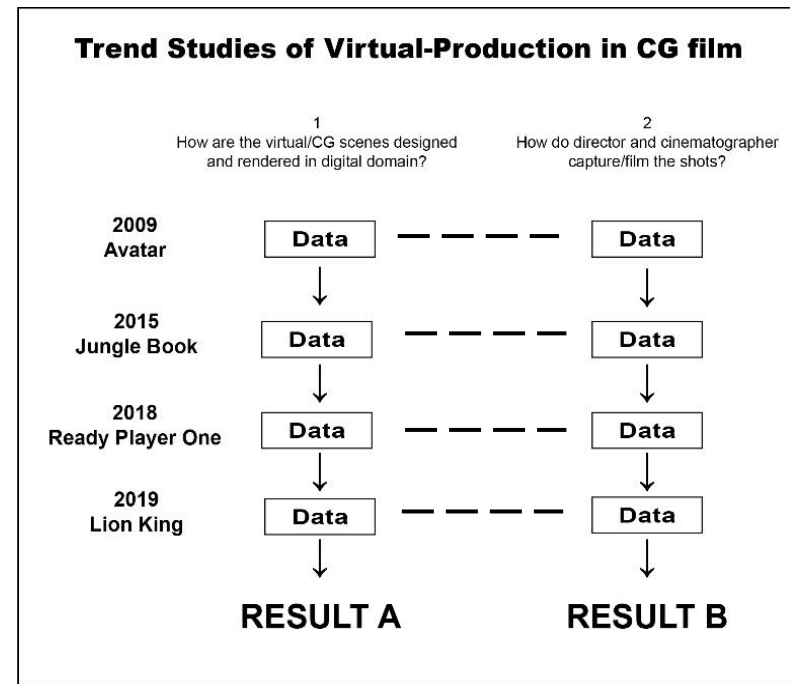 Trend Studies of Virtual-Production in CG film
1
How are the virtual/CG scenes designed
and rendered in digital domain?
2
How do director and cinematographer
capture/film the shots?
2009
Avatar
Data
Data
2015
Jungle Book
Data
Data
2018
Ready Player One
Data
Data
2019
Lion King
Data
Data
RESULT A
RESULT B